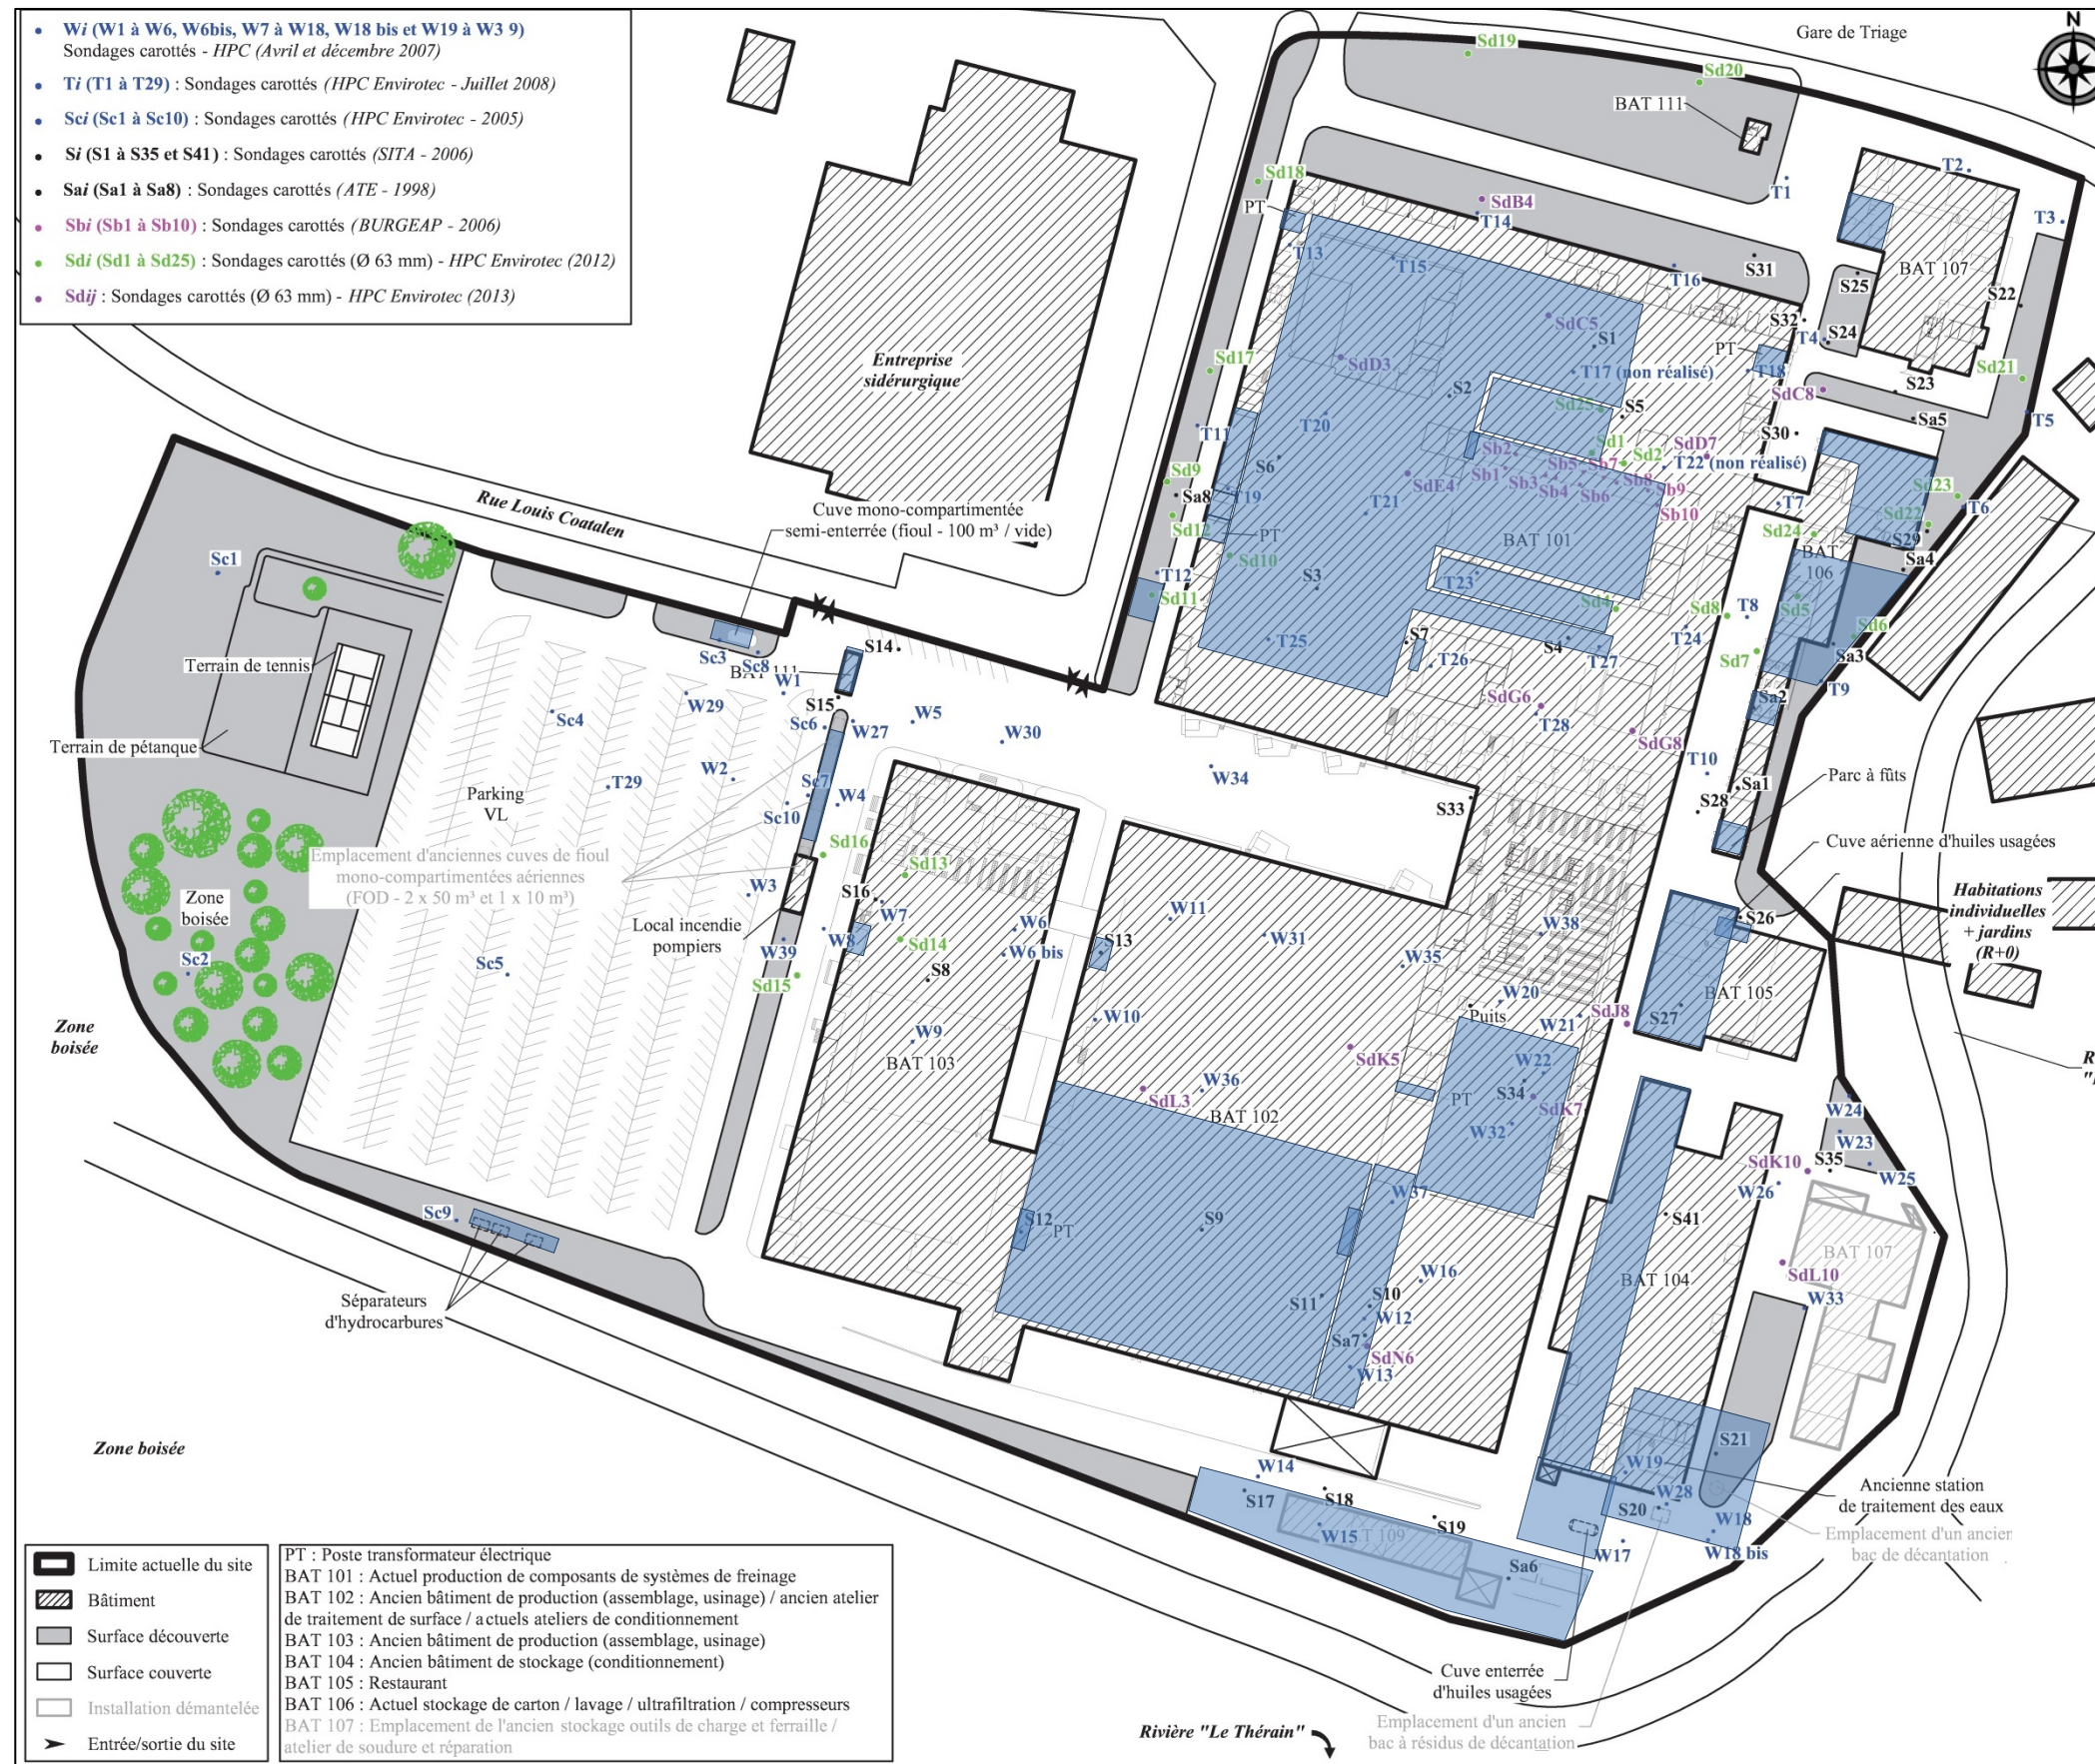 Wi (W1 à W6, W6bis, W7 à W18, W18 bis et W19 à W3 9)
Sondages carottés - HPC (Avril et décembre 2007)
Ti (T1 à T29) : Sondages carottés (HPC Envirotec - Juillet 2008)
Sci (Sc1 à Sc10) : Sondages carottés (HPC Envirotec - 2005)
Si (S1 à S35 et S41) : Sondages carottés (SITA - 2006)
Sai (Sa1 à Sa8) : Sondages carottés (ATE - 1998)
Sbi (Sb1 à Sb10) : Sondages carottés (BURGEAP - 2006)
Sdi (Sd1 à Sd25) : Sondages carottés (Ø 63 mm) - HPC Envirotec (2012)
Sdij : Sondages carottés (Ø 63 mm) - HPC Envirotec (2013)
Gare de Triage
N
Sd19
Sd20
BAT 111
T1
T2
T3
Sd18
PT
SdB4
T14
T13
T15
T16
S31
S25
BAT 107
S22
S32
T4
S24
PT
T18
SdC5
S1
SdD3
T17 (non réalisé)
S2
Sd25
S5
SdC8
S23
Sd21
Sa5
T5
S30
Entreprise
sidérurgique
Sd17
T11
T20
Sd9
Sa8
S6
T19
Sd12
PT
Sd10
T12
Sd11
SdE4
T21
Sb2
Sb1
Sb3
Sb5
Sb4
Sb7
Sb6
Sb8
Sb9
Sb10
Sd1
Sd2
SdD7
T22 (non réalisé)
T7
Sd24
BAT
106
Sd23
Sd22
T6
S29
Sa4
BAT 101
S3
T23
Sd4
Sd8
T8
Sd5
Sd6
T25
S7
T26
S4
T27
T24
Sd7
Sa3
T9
Sa2
SdG6
T28
SdG8
T10
Sa1
S28
Parc à fûts
Rue Louis Coatalen
Cuve mono-compartimentée
semi-enterrée (fioul - 100 m³ / vide)
Sc1
Terrain de tennis
Terrain de pétanque
Sc3
Sc8
BAT 111
S14
W1
S15
W29
Sc4
Sc6
W27
W5
W30
W34
S33
W2
T29
Sc7
W4
Sc10
Parking
VL
Emplacement d'anciennes cuves de fioul
mono-compartimentées aériennes
(FOD - 2 x 50 m³ et 1 x 10 m³)
Sd16
Sd13
W3
S16
W7
Zone
boisée
Local incendie
pompiers
W39
W8
Sd14
W6
W6 bis
S13
W11
W31
W35
W38
Sc2
Sc5
Sd15
S8
W9
W10
BAT 103
W20
Puits
W21
SdJ8
Cuve aérienne d'huiles usagées
S26
BAT 105
S27
Habitations
individuelles
+ jardins
(R+0)
R
Zone
boisée
SdK5
W36
SdL3
BAT 102
PT
W22
S34
SdK7
W32
W24
W23
S35
W25
SdK10
W26
S41
W37
S12
PT
S9
Sc9
Séparateurs
d'hydrocarbures
W16
S11
S10
W12
Sa7
SdN6
W13
BAT 104
BAT 107
SdL10
W33
Zone boisée
W14
S17
S18
W15
T 109
S19
Sa6
S21
W19
W28
S20
W18
W17
W18 bis
Ancienne station
de traitement des eaux
Emplacement d'un ancien
bac de décantation
Cuve enterrée
d'huiles usagées
Emplacement d'un ancien
bac à résidus de décantation
Rivière "Le Thérain"
Limite actuelle du site
Bâtiment
Surface découverte
Surface couverte
Installation démantelée
Entrée/sortie du site
PT : Poste transformateur électrique
BAT 101 : Actuel production de composants de systèmes de freinage
BAT 102 : Ancien bâtiment de production (assemblage, usinage) / ancien atelier
de traitement de surface / actuels ateliers de conditionnement
BAT 103 : Ancien bâtiment de production (assemblage, usinage)
BAT 104 : Ancien bâtiment de stockage (conditionnement)
BAT 105 : Restaurant
BAT 106 : Actuel stockage de carton / lavage / ultrafiltration / compresseurs
BAT 107 : Emplacement de l'ancien stockage outils de charge et ferraille /
atelier de soudure et réparation